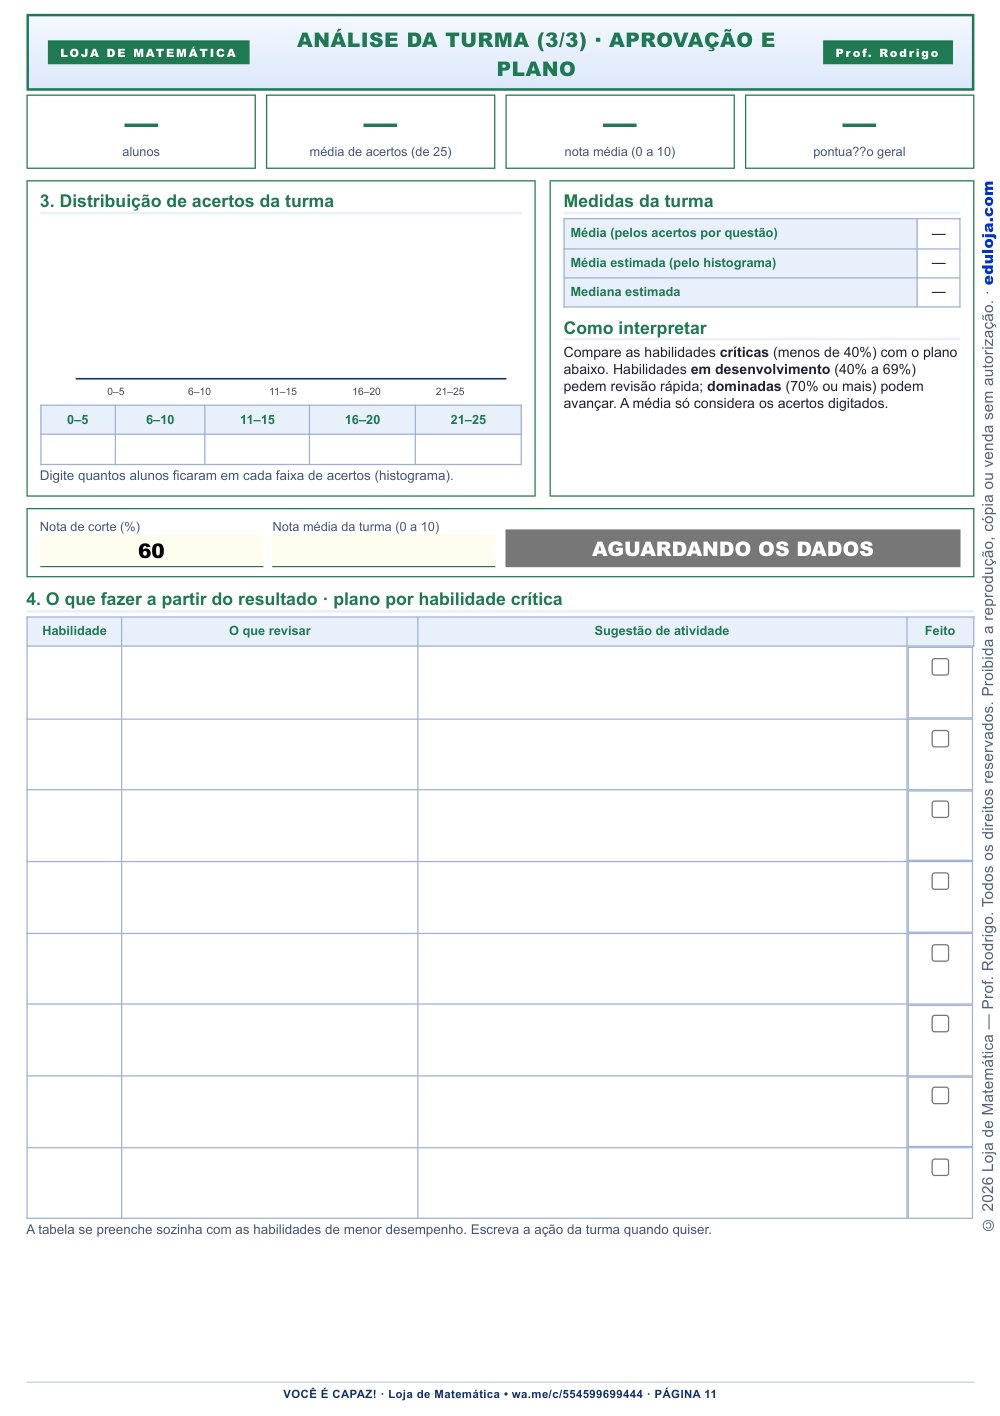 LOJA DE MATEMÁTICA
ANÁLISE DA TURMA (3/3) · APROVAÇÃO E
PLANO
Prof. Rodrigo
—
alunos
—
média de acertos (de 25)
—
nota média (0 a 10)
—
pontua??o geral
3. Distribuição de acertos da turma
0–5 6–10 11–15 16–20 21–25
0–5 6–10 11–15 16–20 21–25
Digite quantos alunos ficaram em cada faixa de acertos (histograma).
Medidas da turma
Média (pelos acertos por questão) —
Média estimada (pelo histograma) —
Mediana estimada —
Como interpretar
Compare as habilidades críticas (menos de 40%) com o plano
abaixo. Habilidades em desenvolvimento (40% a 69%)
pedem revisão rápida; dominadas (70% ou mais) podem
avançar. A média só considera os acertos digitados.
Nota de corte (%)
60
Nota média da turma (0 a 10)
AGUARDANDO OS DADOS
4. O que fazer a partir do resultado · plano por habilidade crítica
Habilidade O que revisar Sugestão de atividade Feito
A tabela se preenche sozinha com as habilidades de menor desempenho. Escreva a ação da turma quando quiser.
VOCÊ É CAPAZ! · Loja de Matemática • wa.me/c/554599699444 · PÁGINA 11
© 2026 Loja de Matemática — Prof. Rodrigo. Todos os direitos reservados. Proibida a reprodução, cópia ou venda sem autorização. · eduloja.com